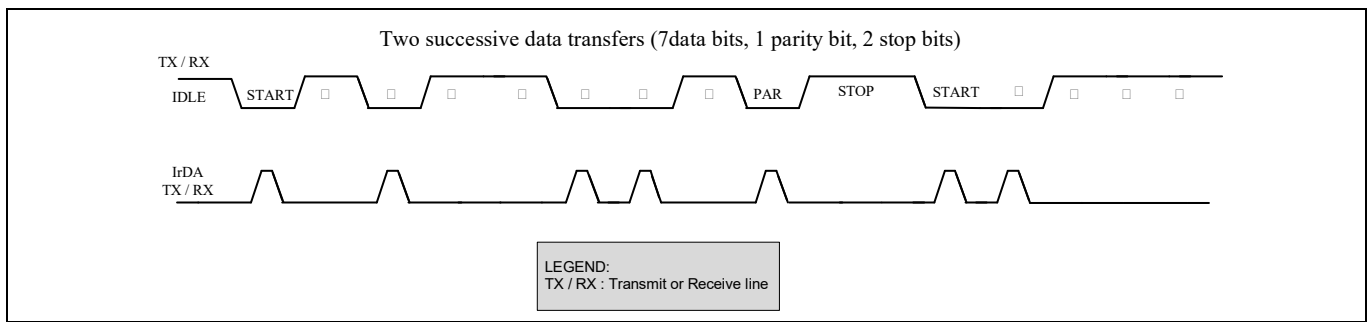 Two successive data transfers (7data bits, 1 parity bit, 2 stop bits)
TX / RX
IDLE START PAR STOP START
IrDA
TX / RX
LEGEND:
TX / RX : Transmit or Receive line